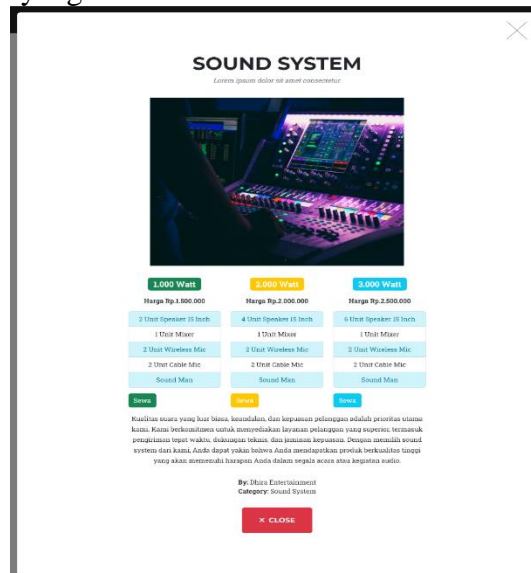 SOUND SYSTEM
Lorem ipsum dolor sit amet consectetur.
1.000 Watt 2.000 Watt 3.000 Watt
Harga Rp.1.500.000 Harga Rp.2.000.000 Harga Rp.2.500.000
2 Unit Speaker 15 Inch 4 Unit Speaker 15 Inch 6 Unit Speaker 15 Inch
1 Unit Mixer 1 Unit Mixer 1 Unit Mixer
2 Unit Wireless Mic 2 Unit Wireless Mic 2 Unit Wireless Mic
2 Unit Cable Mic 2 Unit Cable Mic 2 Unit Cable Mic
Sound Man Sound Man Sound Man
Sewa Sewa Sewa
Kualitas suara yang luar biasa, keandalan, dan kepuasan pelanggan adalah prioritas utama
kami. Kami berkomitmen untuk menyediakan layanan pelanggan yang superior, termasuk
pengiriman tepat waktu, dukungan teknis, dan jaminan kepuasan. Dengan memilih sound
system dari kami, Anda dapat yakin bahwa Anda mendapatkan produk berkualitas tinggi
yang akan memenuhi harapan Anda dalam segala acara atau kegiatan audio.
By: Dhira Entertainment
Category: Sound System
× CLOSE